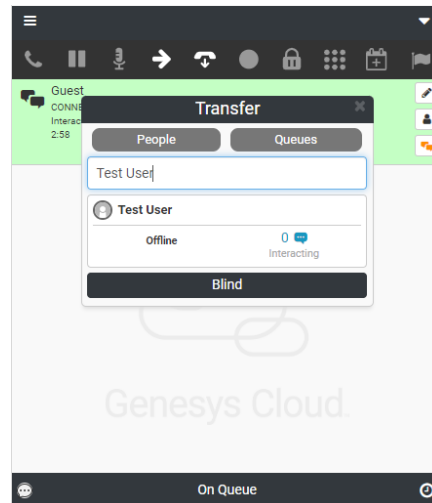 Guest
CONNE
Interac
2:58
Transfer
People
Queues
Test User
Test User
Offline
0
Interacting
Blind
Genesys Cloud.
On Queue